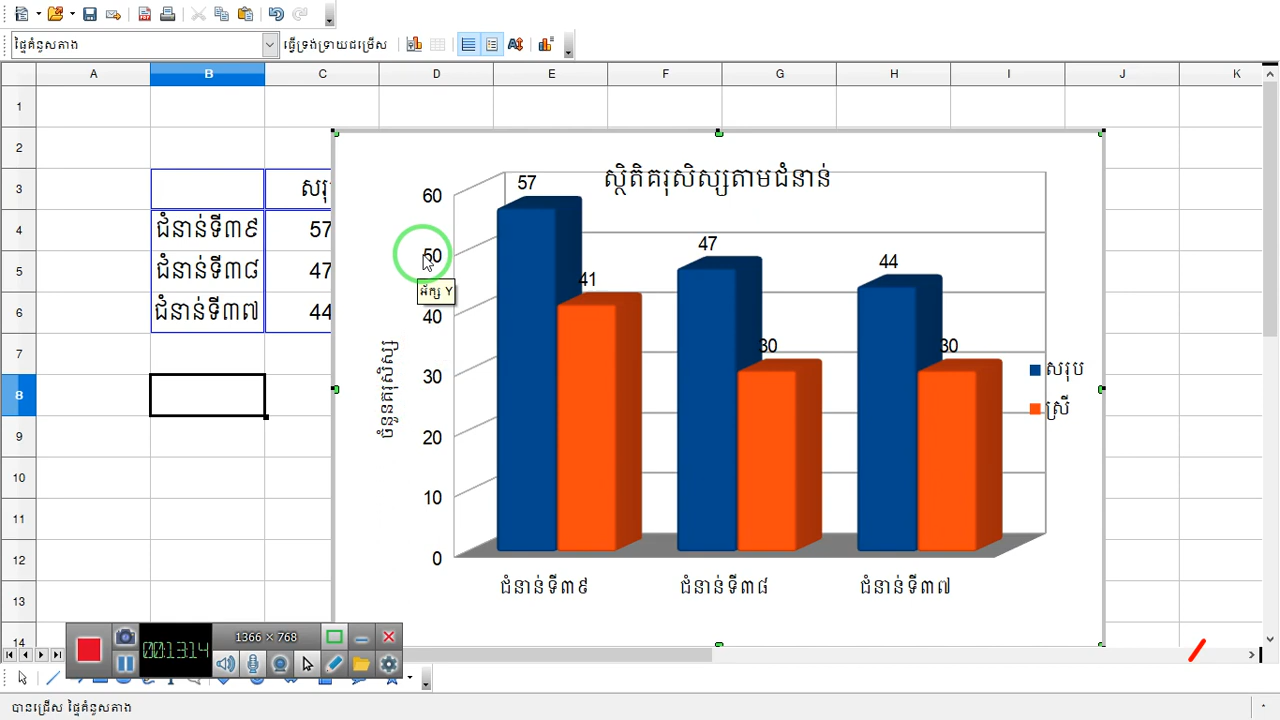 ផ្ទៃគំនូសតាង
ធ្វើទ្រង់ទ្រាយជម្រើស
A B C D E F G H I J K
1
2
3 សរុប
4 ជំនាន់ទី៣៩ 57
5 ជំនាន់ទី៣៨ 47
6 ជំនាន់ទី៣៧ 44
7
8
9
10
11
12
13
14
ស្ថិតិគរុសិស្សតាមជំនាន់
ចំនួនគរុសិស្ស
60
50
40
30
20
10
0
អ័ក្ស Y
57
41
47
30
44
30
សរុប
ស្រី
ជំនាន់ទី៣៩ ជំនាន់ទី៣៨ ជំនាន់ទី៣៧
1366 × 768
00:13:14
បានជ្រើស ផ្ទៃគំនូសតាង